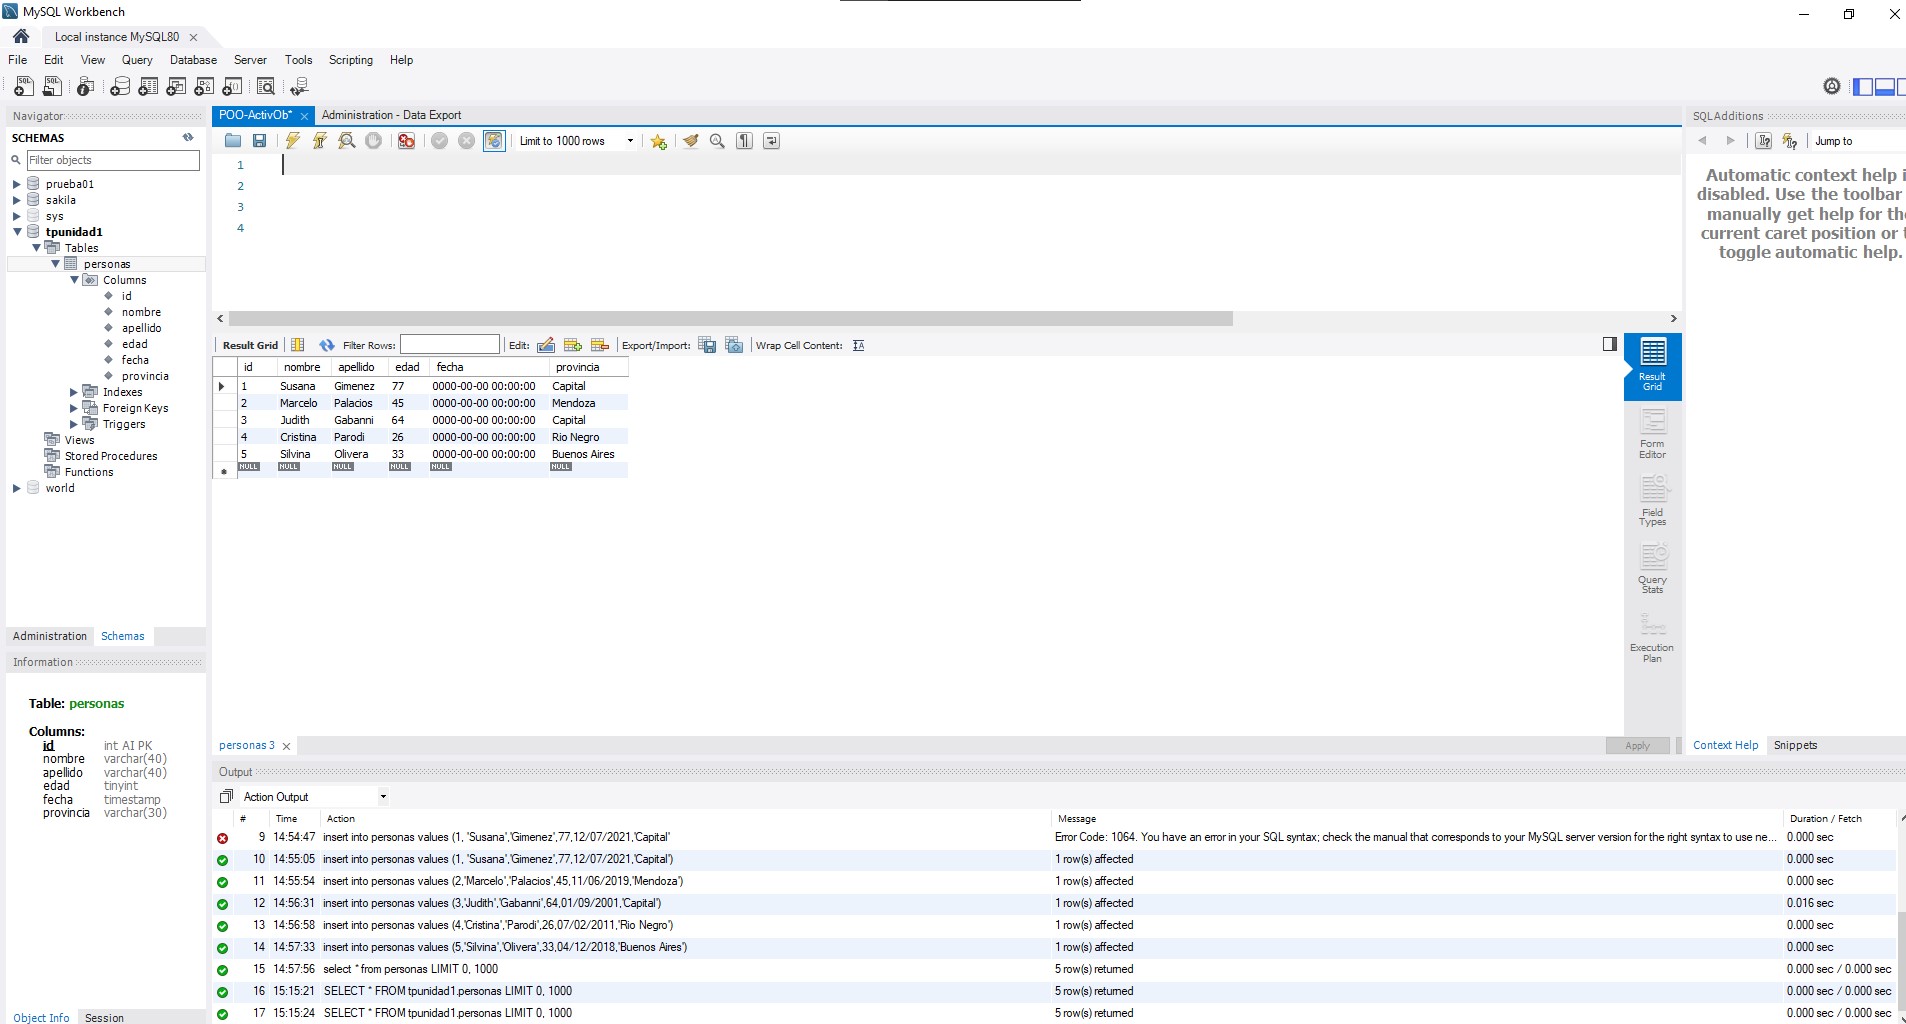 MySQL Workbench
Local instance MySQL80
File Edit View Query Database Server Tools Scripting Help
Navigator
SCHEMAS
Filter objects
prueba01
sakila
sys
tpunidad1
Tables
personas
Columns
id
nombre
apellido
edad
fecha
provincia
Indexes
Foreign Keys
Triggers
Views
Stored Procedures
Functions
world
Administration Schemas
Information
Table: personas
Columns:
id int AI PK
nombre varchar(40)
apellido varchar(40)
edad tinyint
fecha timestamp
provincia varchar(30)
Object Info Session
POO-ActivOb* Administration - Data Export
Limit to 1000 rows
1
2
3
4
Result Grid Filter Rows: Edit: Export/Import: Wrap Cell Content:
id nombre apellido edad fecha provincia
1 Susana Gimenez 77 0000-00-00 00:00:00 Capital
2 Marcelo Palacios 45 0000-00-00 00:00:00 Mendoza
3 Judith Gabanni 64 0000-00-00 00:00:00 Capital
4 Cristina Parodi 26 0000-00-00 00:00:00 Rio Negro
5 Silvina Olivera 33 0000-00-00 00:00:00 Buenos Aires
NULL NULL NULL NULL NULL NULL
Result
Grid
Form
Editor
Field
Types
Query
Stats
Execution
Plan
personas 3
Apply
SQLAdditions
Jump to
Automatic context help i
disabled. Use the toolbar
manually get help for the
current caret position or t
toggle automatic help.
Context Help Snippets
Output
Action Output
# Time Action Message Duration / Fetch
9 14:54:47 insert into personas values (1, 'Susana','Gimenez',77,12/07/2021,'Capital' Error Code: 1064. You have an error in your SQL syntax; check the manual that corresponds to your MySQL server version for the right syntax to use ne... 0.000 sec
10 14:55:05 insert into personas values (1, 'Susana','Gimenez',77,12/07/2021,'Capital') 1 row(s) affected 0.000 sec
11 14:55:54 insert into personas values (2,'Marcelo','Palacios',45,11/06/2019,'Mendoza') 1 row(s) affected 0.000 sec
12 14:56:31 insert into personas values (3,'Judith','Gabanni',64,01/09/2001,'Capital') 1 row(s) affected 0.016 sec
13 14:56:58 insert into personas values (4,'Cristina','Parodi',26,07/02/2011,'Rio Negro') 1 row(s) affected 0.000 sec
14 14:57:33 insert into personas values (5,'Silvina','Olivera',33,04/12/2018,'Buenos Aires') 1 row(s) affected 0.000 sec
15 14:57:56 select * from personas LIMIT 0, 1000 5 row(s) returned 0.000 sec / 0.000 sec
16 15:15:21 SELECT * FROM tpunidad1.personas LIMIT 0, 1000 5 row(s) returned 0.000 sec / 0.000 sec
17 15:15:24 SELECT * FROM tpunidad1.personas LIMIT 0, 1000 5 row(s) returned 0.000 sec / 0.000 sec